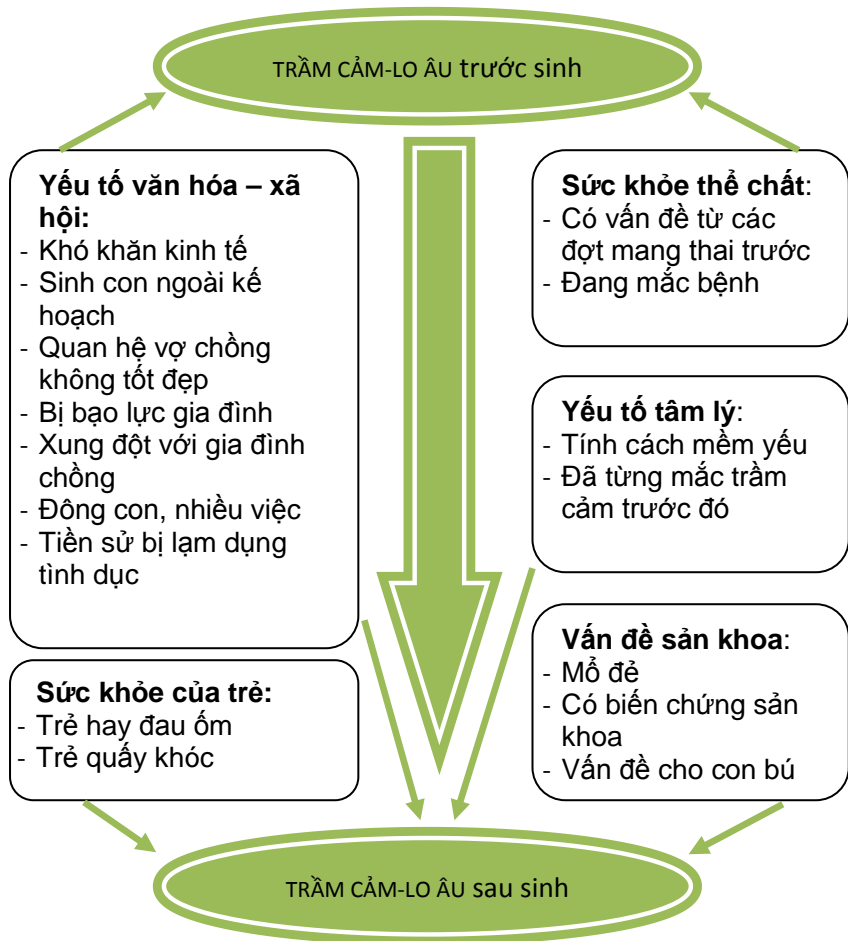 TRẦM CẢM-LO ÂU trước sinh
Yếu tố văn hóa – xã
hội:
- Khó khăn kinh tế
- Sinh con ngoài kế
hoạch
- Quan hệ vợ chồng
không tốt đẹp
- Bị bạo lực gia đình
- Xung đột với gia đình
chồng
- Đông con, nhiều việc
- Tiền sử bị lạm dụng
tình dục
Sức khỏe thể chất:
- Có vấn đề từ các
đợt mang thai trước
- Đang mắc bệnh
Yếu tố tâm lý:
- Tính cách mềm yếu
- Đã từng mắc trầm
cảm trước đó
Sức khỏe của trẻ:
- Trẻ hay đau ốm
- Trẻ quấy khóc
Vấn đề sản khoa:
- Mổ đẻ
- Có biến chứng sản
khoa
- Vấn đề cho con bú
TRẦM CẢM-LO ÂU sau sinh